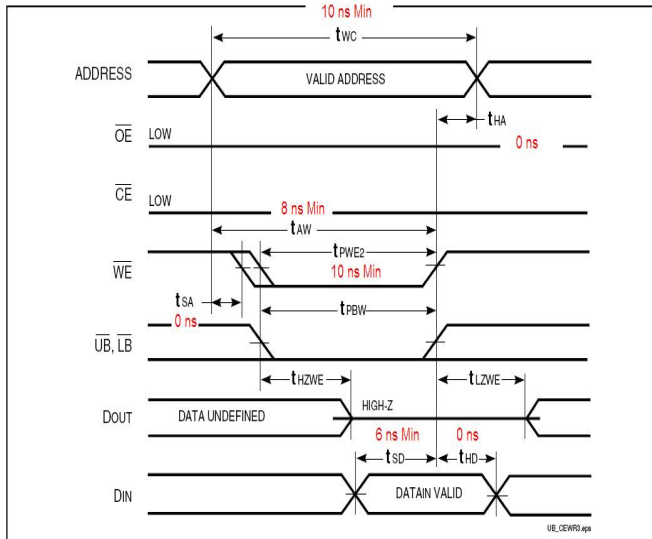 10 ns Min
tWC
ADDRESS
VALID ADDRESS
tHA
OE LOW
0 ns
CE LOW
8 ns Min
tAW
WE
tPWE2
10 ns Min
tSA
0 ns
tPBW
UB, LB
tHZWE
tLZWE
DOUT
DATA UNDEFINED
HIGH-Z
6 ns Min
0 ns
tSD
tHD
DIN
DATAIN VALID
UB_CEWR3.eps